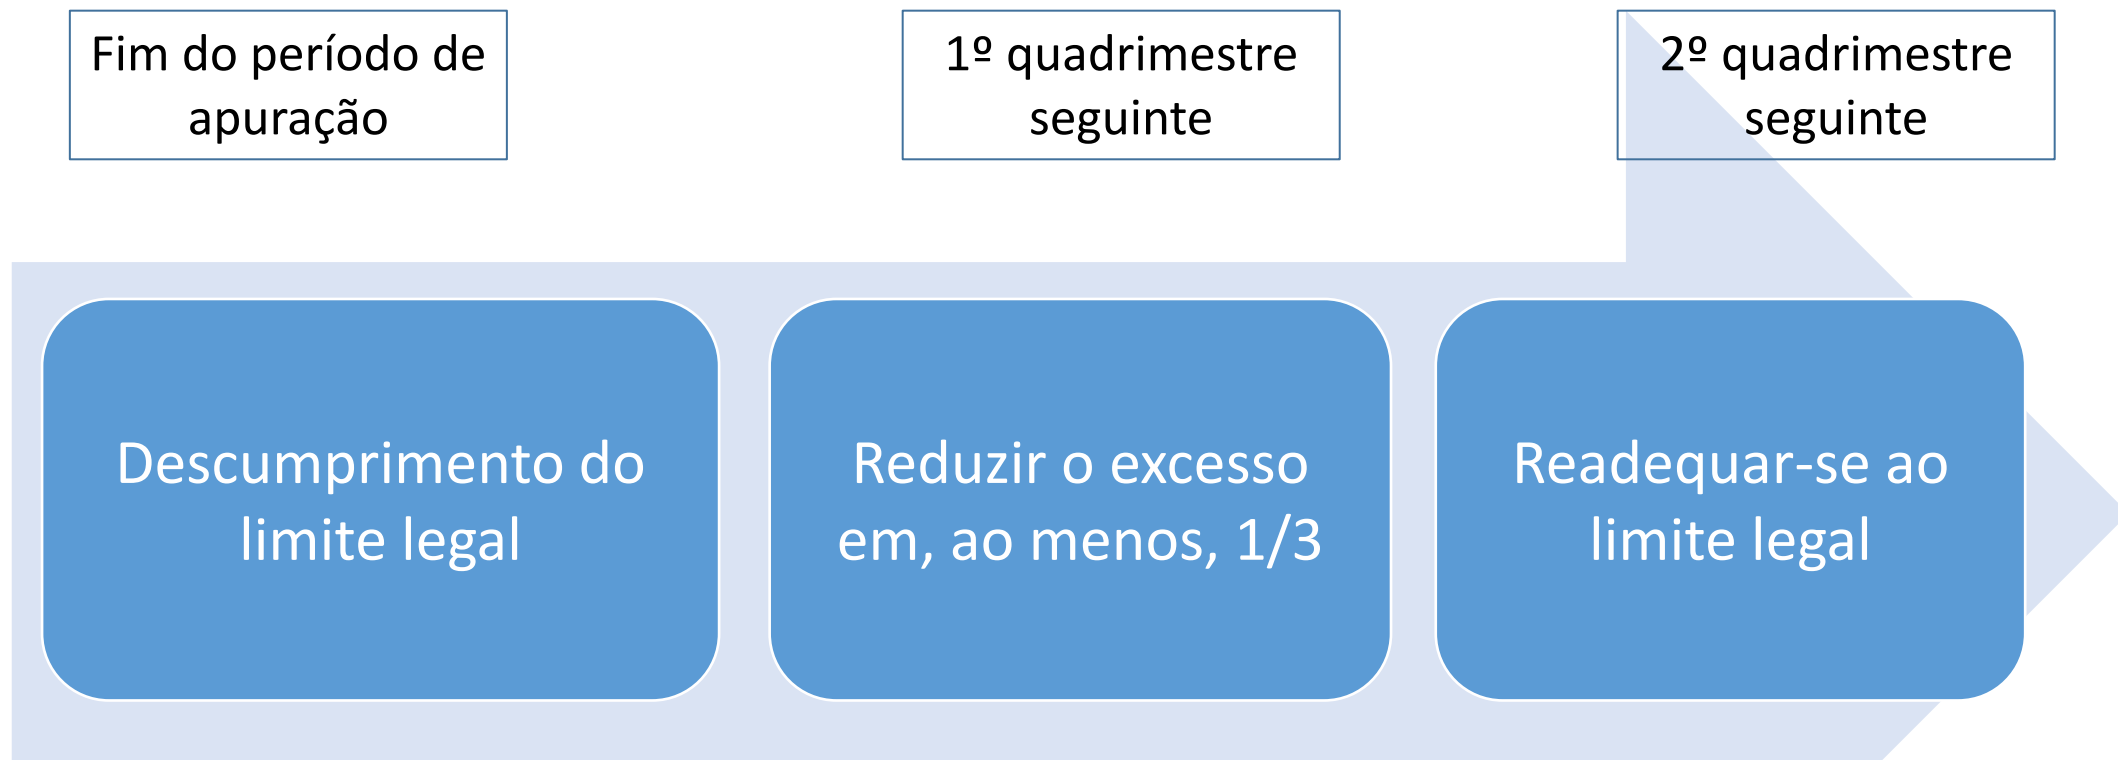 Fim do período de
apuração
1º quadrimestre
seguinte
2º quadrimestre
seguinte
Descumprimento do
limite legal
Reduzir o excesso
em, ao menos, 1/3
Readequar-se ao
limite legal